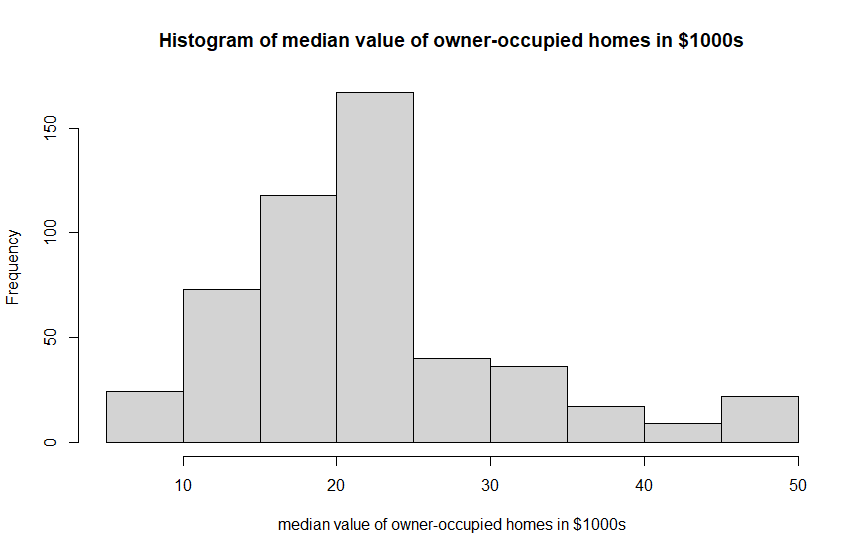 Histogram of median value of owner-occupied homes in $1000s
Frequency
150
100
50
0
10 20 30 40 50
median value of owner-occupied homes in $1000s